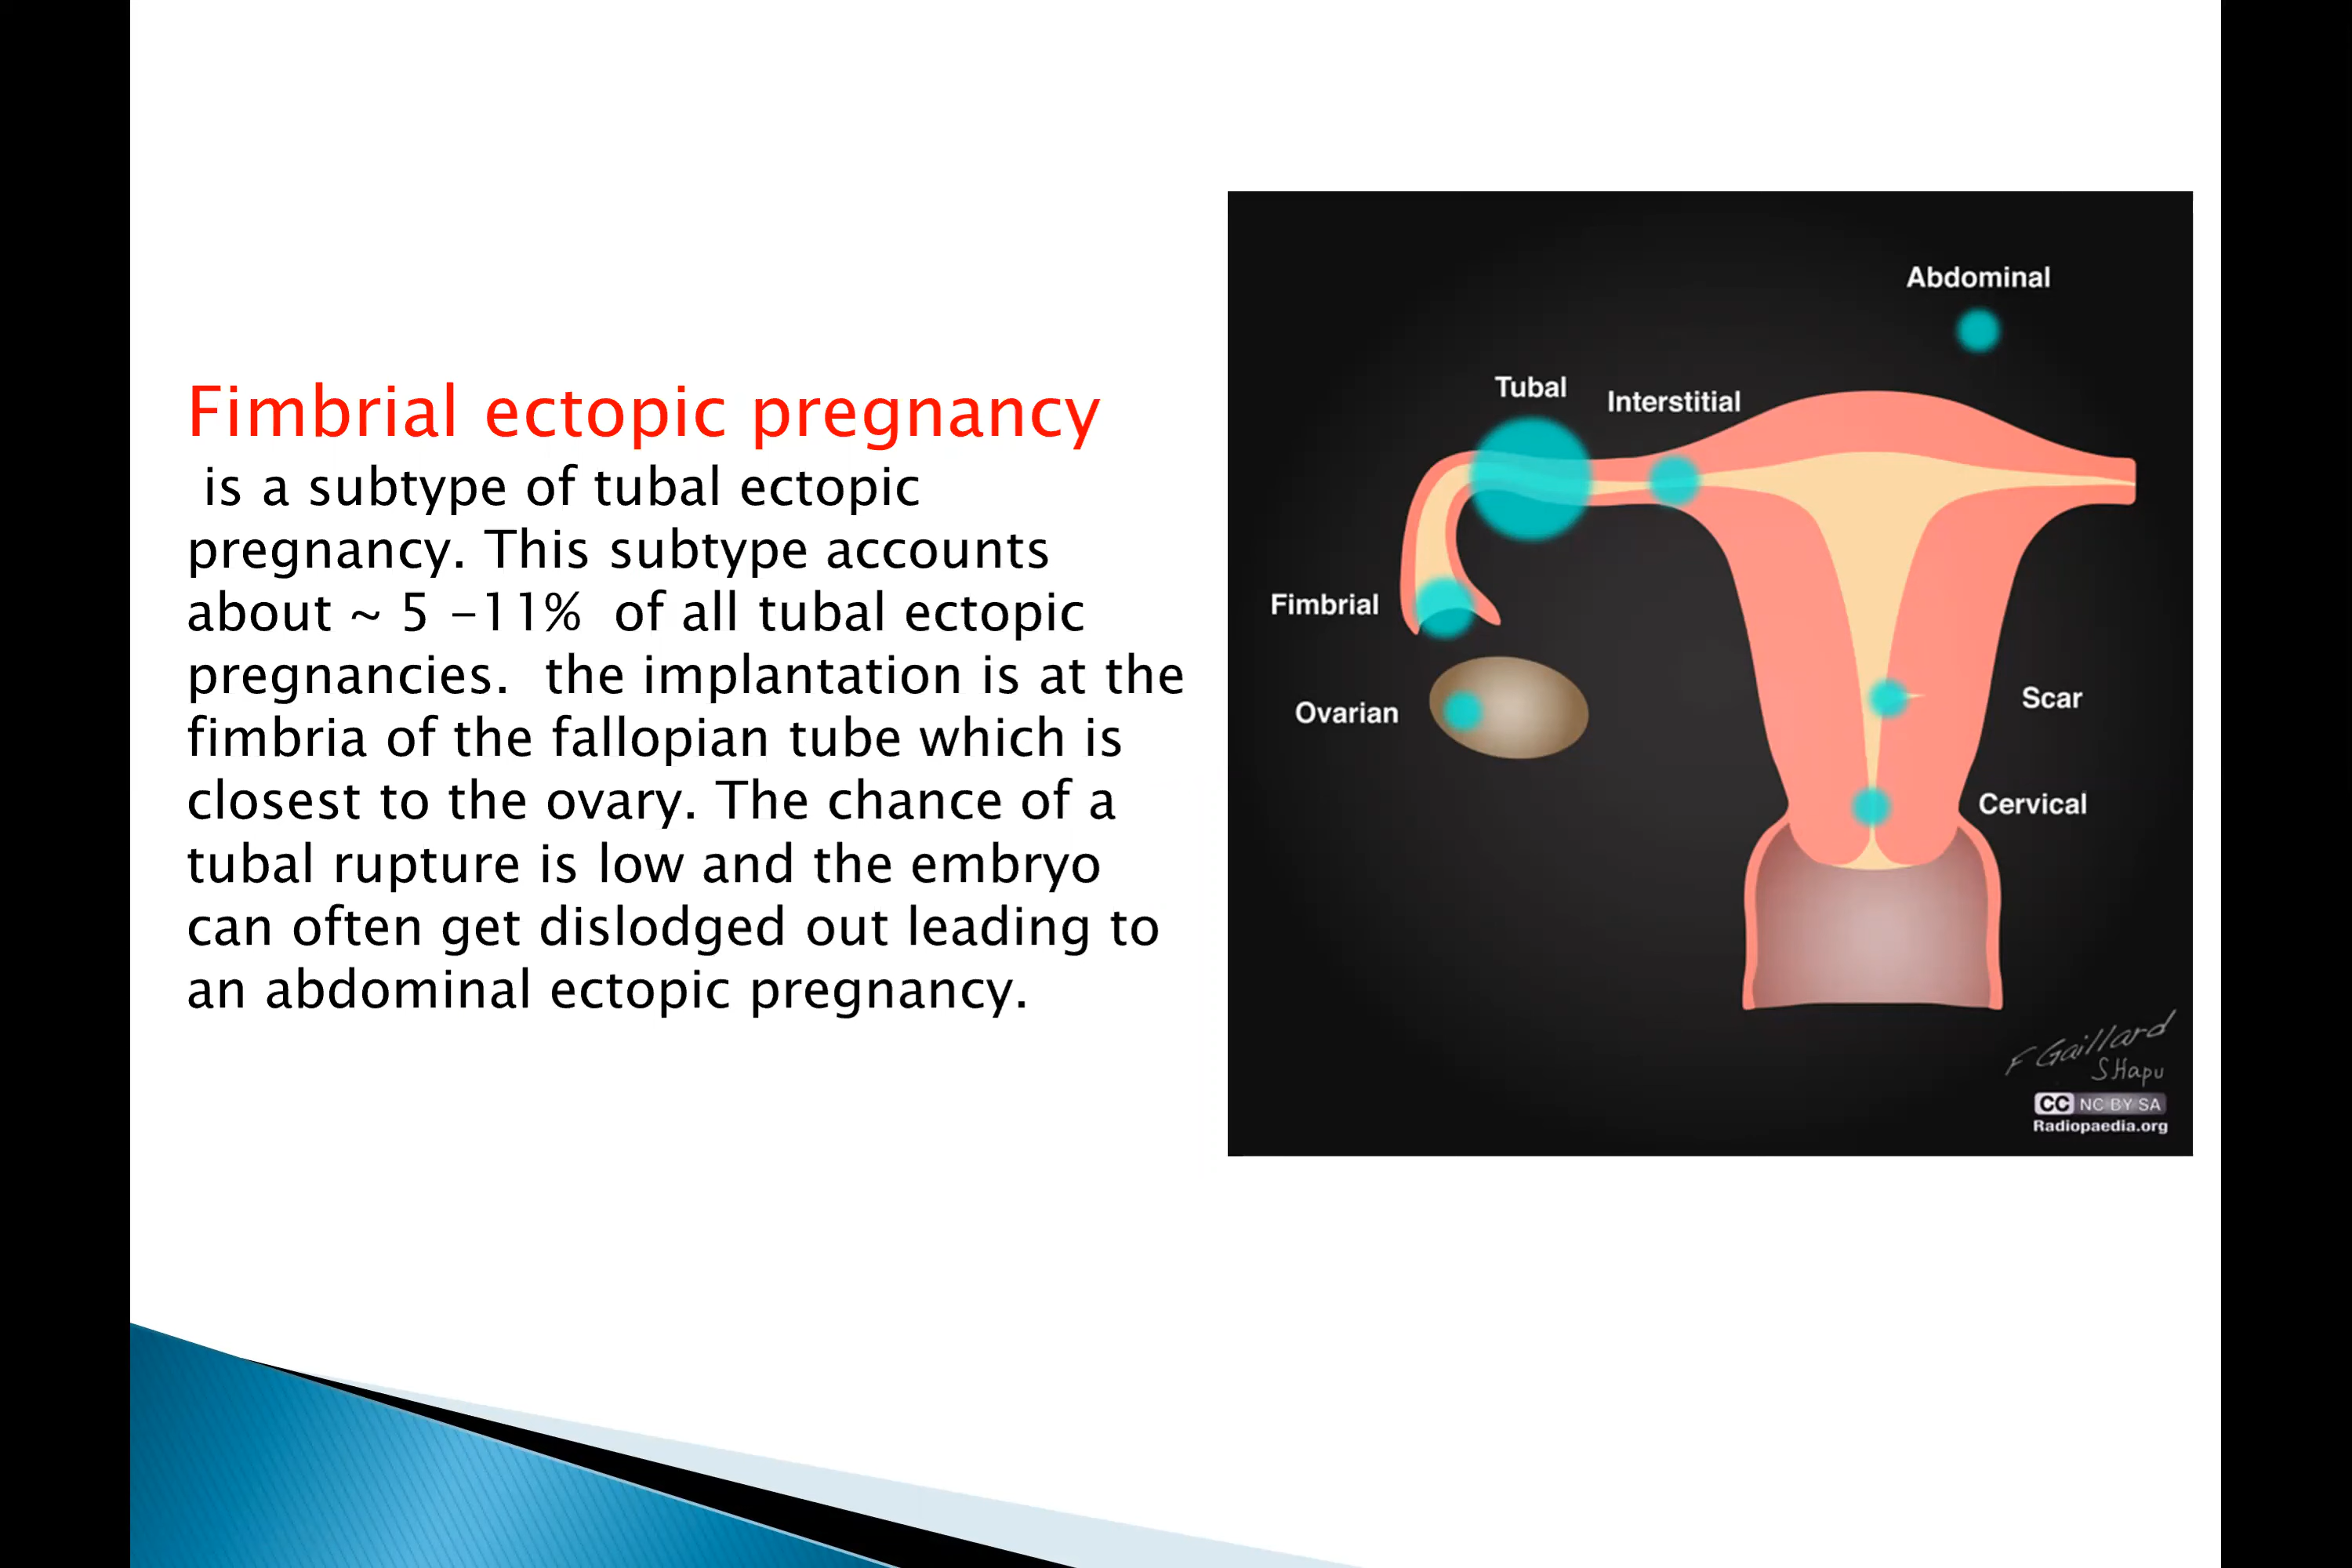 Fimbrial ectopic pregnancy
is a subtype of tubal ectopic
pregnancy. This subtype accounts
about ~ 5 -11% of all tubal ectopic
pregnancies. the implantation is at the
fimbria of the fallopian tube which is
closest to the ovary. The chance of a
tubal rupture is low and the embryo
can often get dislodged out leading to
an abdominal ectopic pregnancy.
Abdominal
Tubal
Interstitial
Fimbrial
Ovarian
Scar
Cervical
F Gaillard
SHapu
CC NC BY SA
Radiopaedia.org